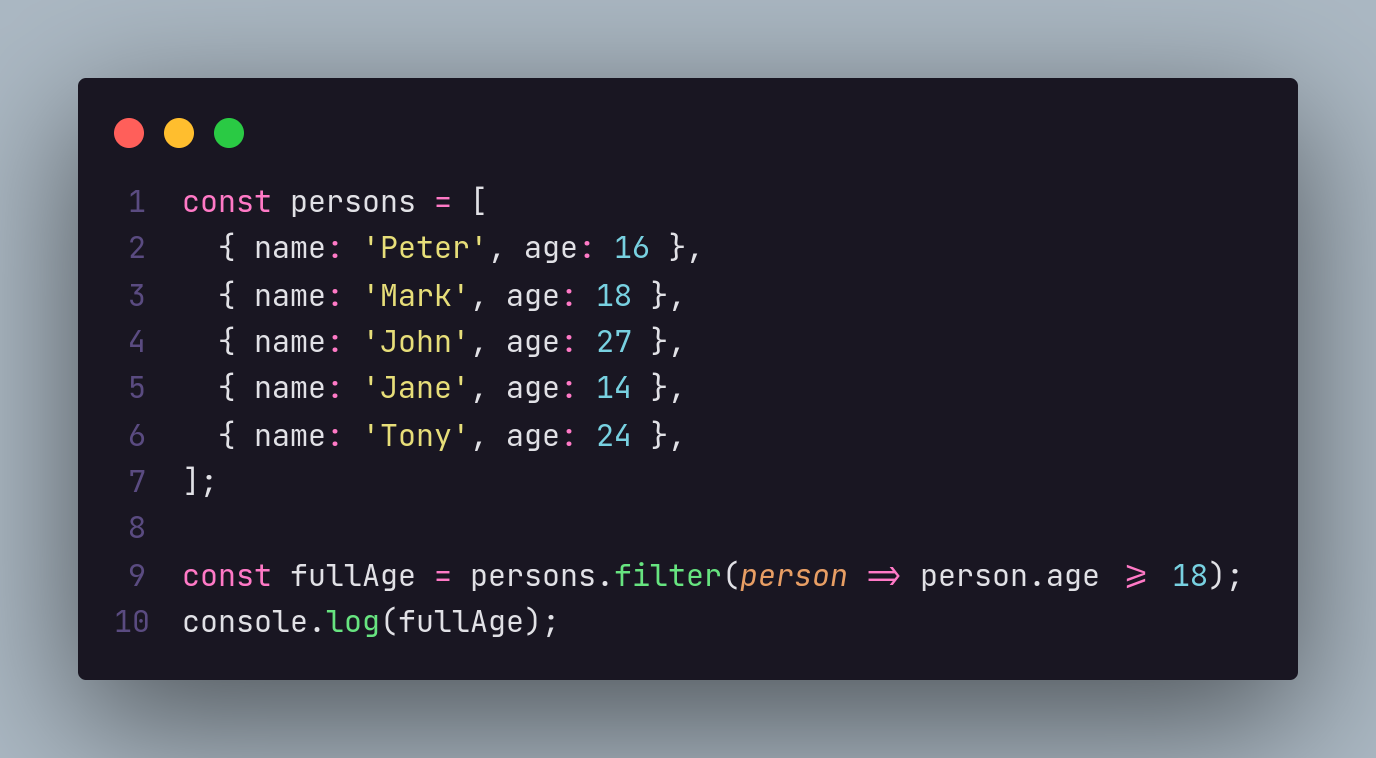 1 const persons = [
2   { name: 'Peter', age: 16 },
3   { name: 'Mark', age: 18 },
4   { name: 'John', age: 27 },
5   { name: 'Jane', age: 14 },
6   { name: 'Tony', age: 24 },
7 ];
8
9 const fullAge = persons.filter(person => person.age >= 18);
10 console.log(fullAge);